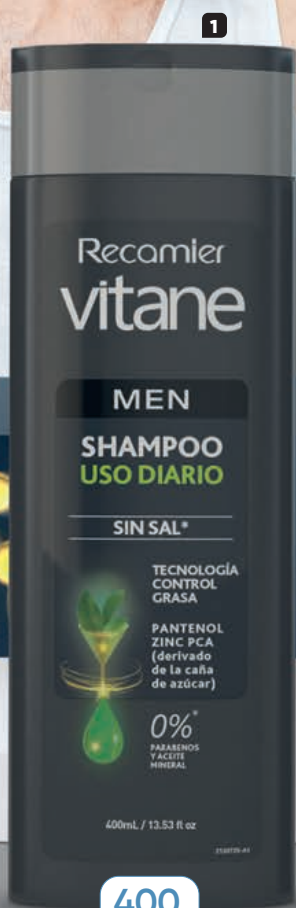 1
Recamier
vitane
MEN
SHAMPOO
USO DIARIO
SIN SAL*
TECNOLOGÍA
CONTROL
GRASA
PANTENOL
ZINC PCA
(derivado
de la caña
de azúcar)
0%*
PARABENOS
Y ACEITE
MINERAL
400mL / 13.53 fl oz
400